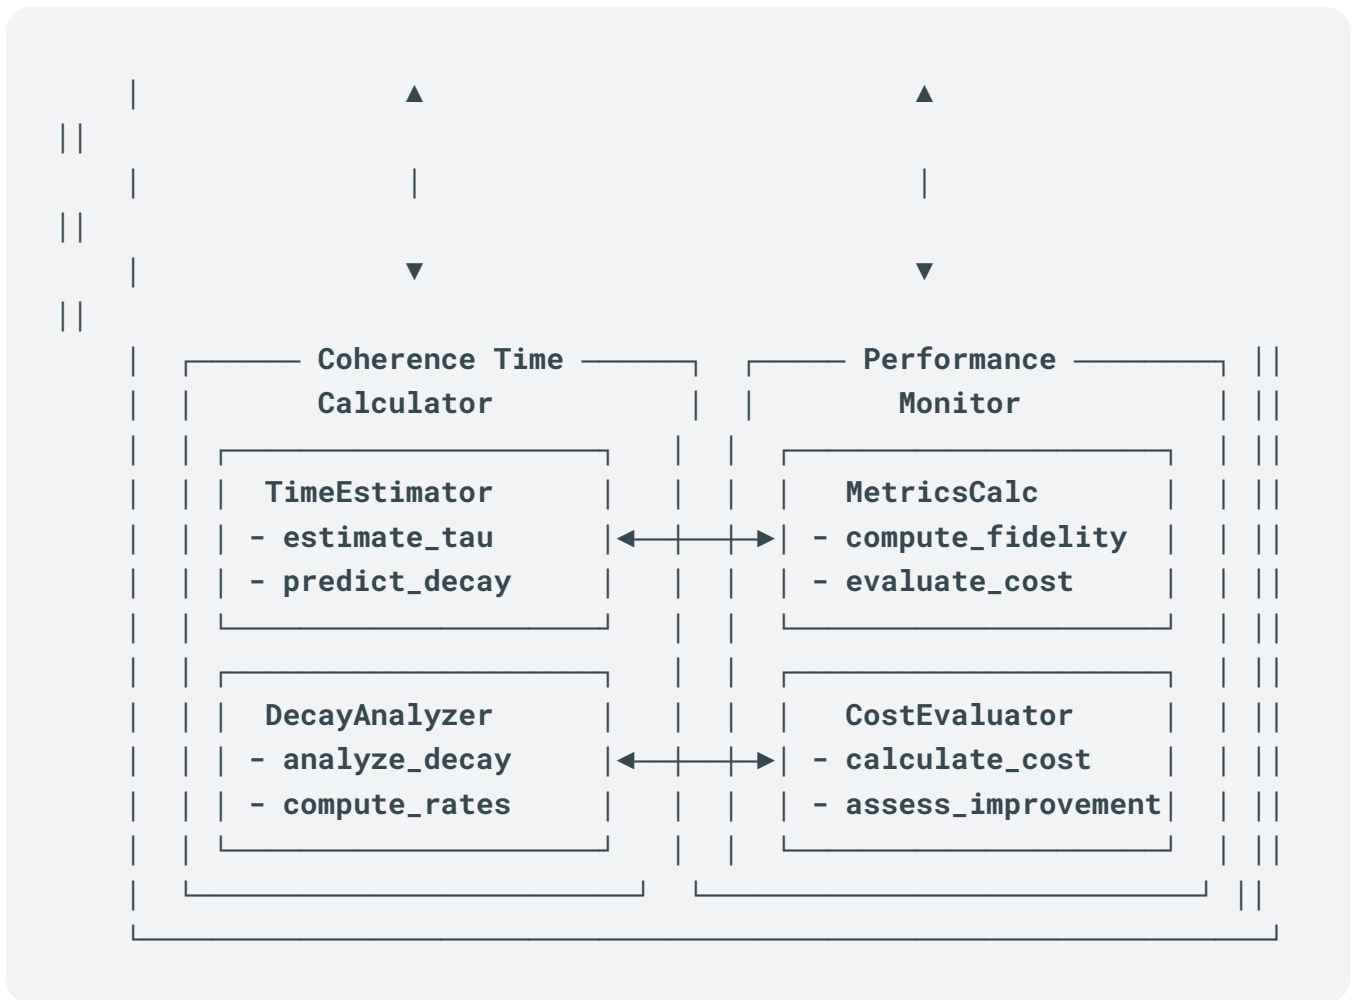 Coherence Time Performance
Calculator Monitor
TimeEstimator MetricsCalc
- estimate_tau - compute_fidelity
- predict_decay - evaluate_cost
DecayAnalyzer CostEvaluator
- analyze_decay - calculate_cost
- compute_rates - assess_improvement